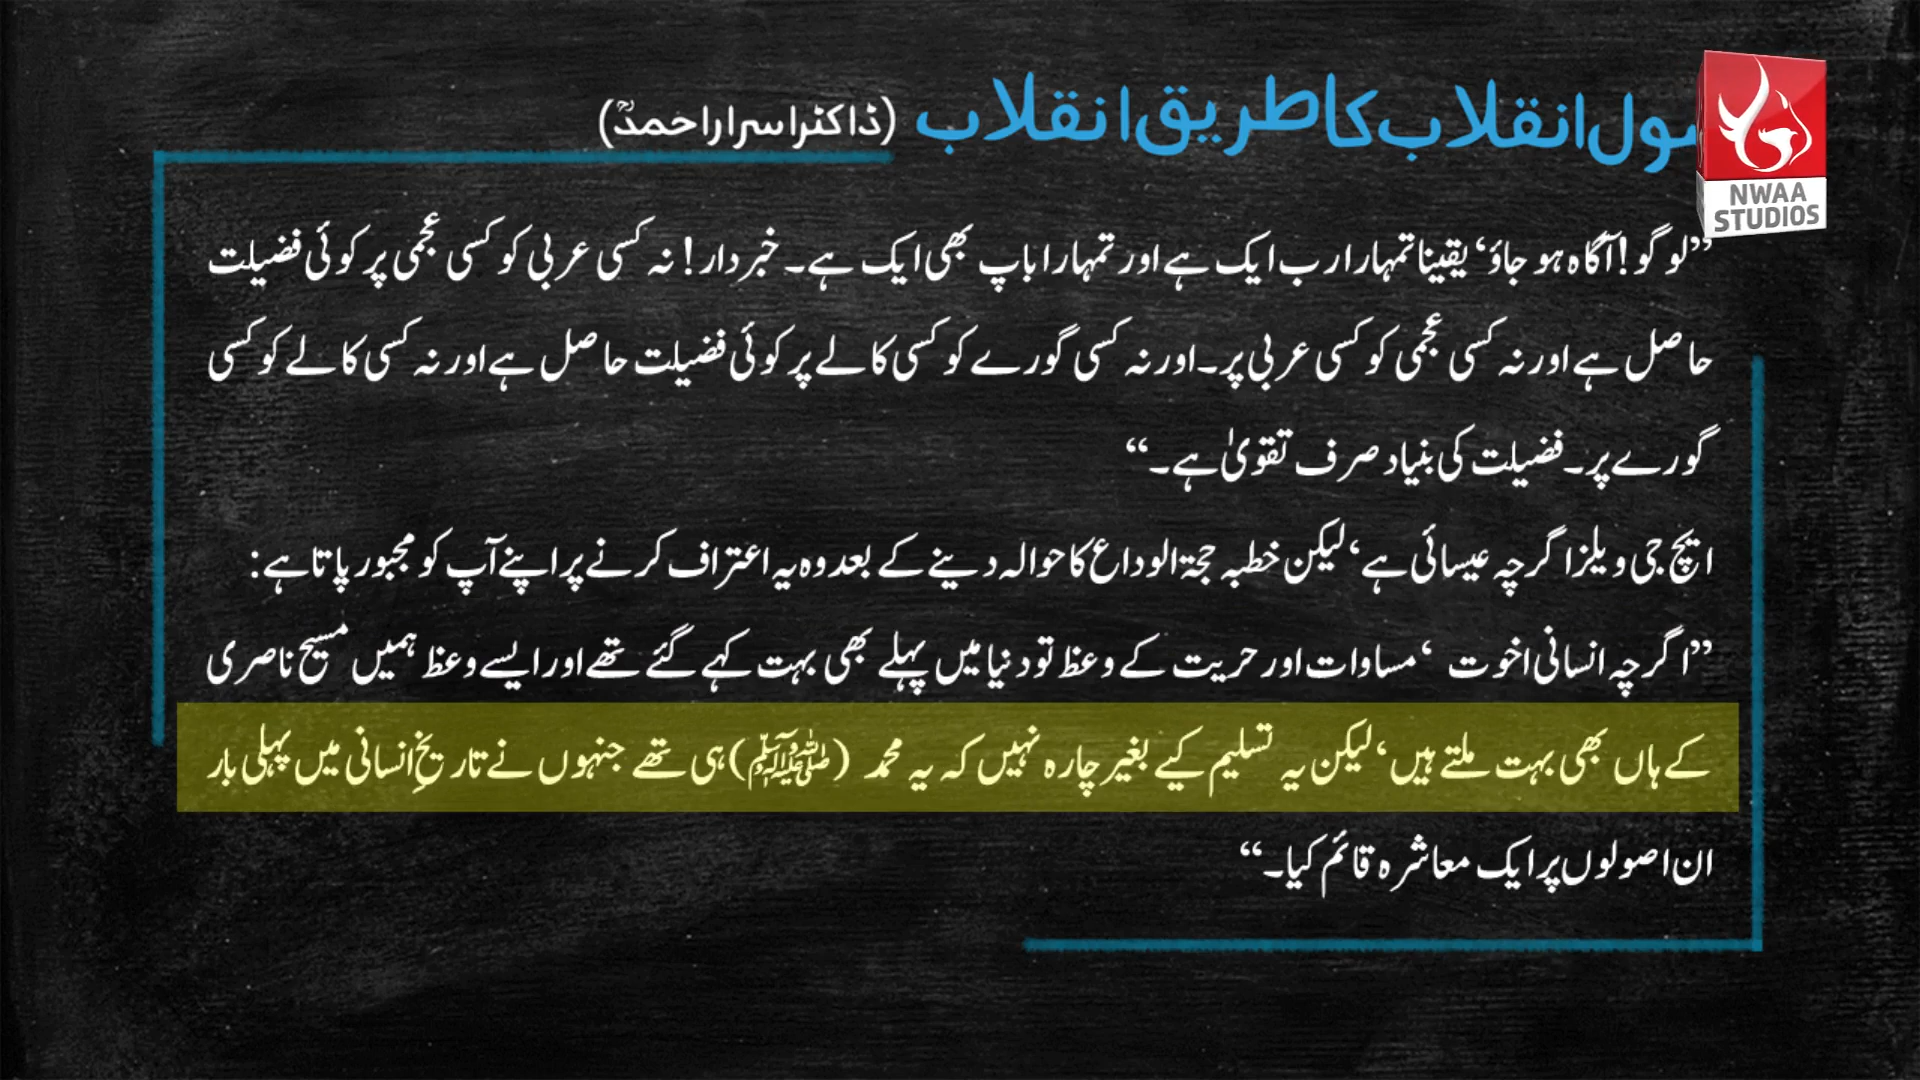 انقلاب کا طریق انقلاب (ڈاکٹر اسرار احمدؒ)
NWAA
STUDIOS
”لوگو! آگاہ ہو جاؤ‘ یقینا تمہارا رب ایک ہے اور تمہارا باپ بھی ایک ہے۔ خبردار! نہ کسی عربی کو کسی عجمی پر کوئی فضیلت
حاصل ہے اور نہ کسی عجمی کو کسی عربی پر۔ اور نہ کسی گورے کو کسی کالے پر کوئی فضیلت حاصل ہے اور نہ کسی کالے کو کسی
گورے پر۔ فضیلت کی بنیاد صرف تقویٰ ہے۔“
ایچ جی ویلز اگرچہ عیسائی ہے‘ لیکن خطبہ حجۃ الوداع کا حوالہ دینے کے بعد وہ یہ اعتراف کرنے پر اپنے آپ کو مجبور پاتا ہے:
”اگرچہ انسانی اخوت ‘ مساوات اور حریت کے وعظ تو دنیا میں پہلے بھی بہت کہے گئے تھے اور ایسے وعظ ہمیں مسیح ناصری
کے ہاں بھی بہت ملتے ہیں‘ لیکن یہ تسلیم کیے بغیر چارہ نہیں کہ یہ محمد (ﷺ) ہی تھے جنہوں نے تاریخِ انسانی میں پہلی بار
ان اصولوں پر ایک معاشرہ قائم کیا۔“